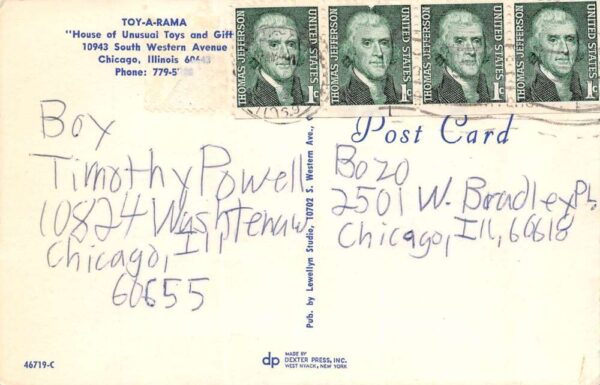 TOY-A-RAMA
"House of Unusual Toys and Gift
10943 South Western Avenue
Chicago, Illinois
Phone:
THOMAS JEFFERSON
UNITED STATES
1c
THOMAS JEFFERSON
UNITED STATES
1c
THOMAS JEFFERSON
UNITED STATES
1c
THOMAS JEFFERSON
UNITED STATES
1c
Post Card
Boy
Timothy Powell
10824 Washtenaw
Chicago, Ill,
60655
Pub. by Lewellyn Studio, 10702 S. Western Ave.,
Bozo
2501 W. Bradley Pl.
Chicago, Ill, 60618
46719-C
dp
MADE BY
DEXTER PRESS, INC.
WEST NYACK, NEW YORK